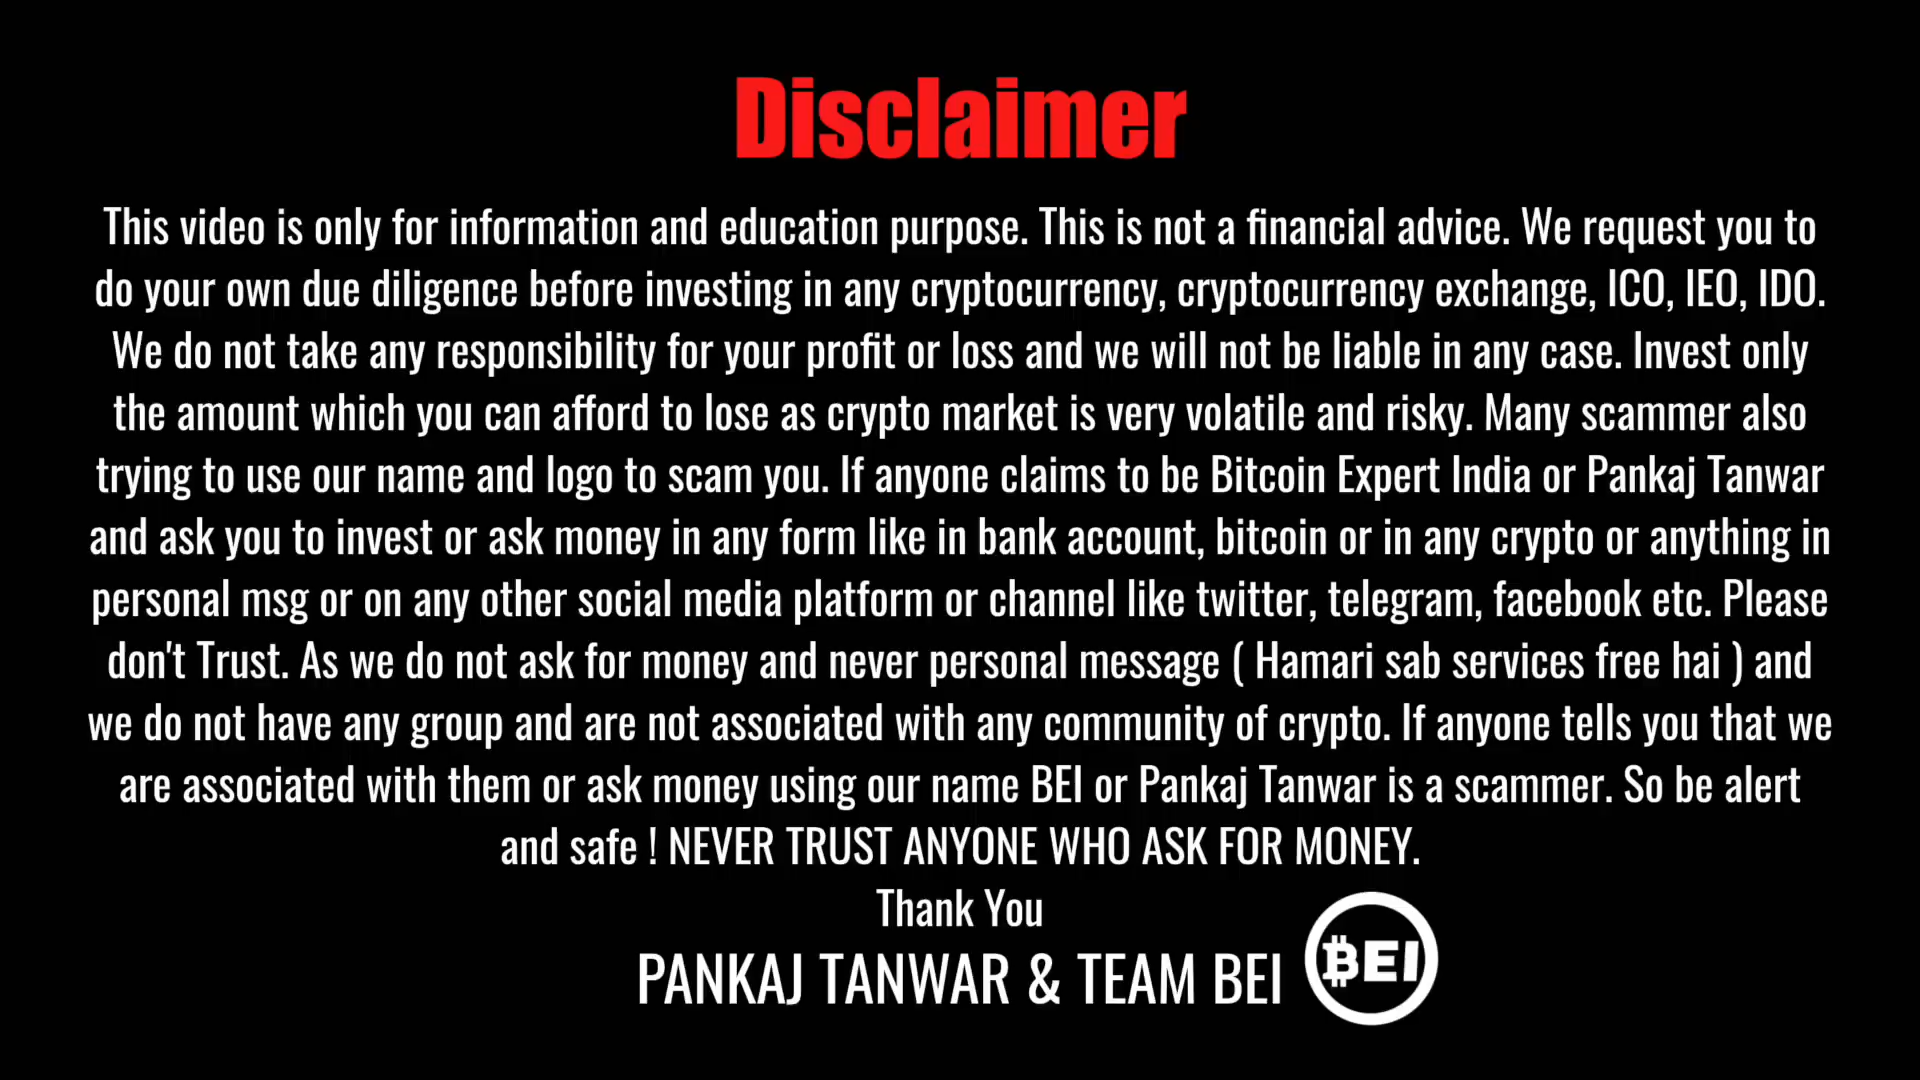 Disclaimer
This video is only for information and education purpose. This is not a financial advice. We request you to
do your own due diligence before investing in any cryptocurrency, cryptocurrency exchange, ICO, IEO, IDO.
We do not take any responsibility for your profit or loss and we will not be liable in any case. Invest only
the amount which you can afford to lose as crypto market is very volatile and risky. Many scammer also
trying to use our name and logo to scam you. If anyone claims to be Bitcoin Expert India or Pankaj Tanwar
and ask you to invest or ask money in any form like in bank account, bitcoin or in any crypto or anything in
personal msg or on any other social media platform or channel like twitter, telegram, facebook etc. Please
don't Trust. As we do not ask for money and never personal message ( Hamari sab services free hai ) and
we do not have any group and are not associated with any community of crypto. If anyone tells you that we
are associated with them or ask money using our name BEI or Pankaj Tanwar is a scammer. So be alert
and safe ! NEVER TRUST ANYONE WHO ASK FOR MONEY.
Thank You
PANKAJ TANWAR & TEAM BEI
BEI